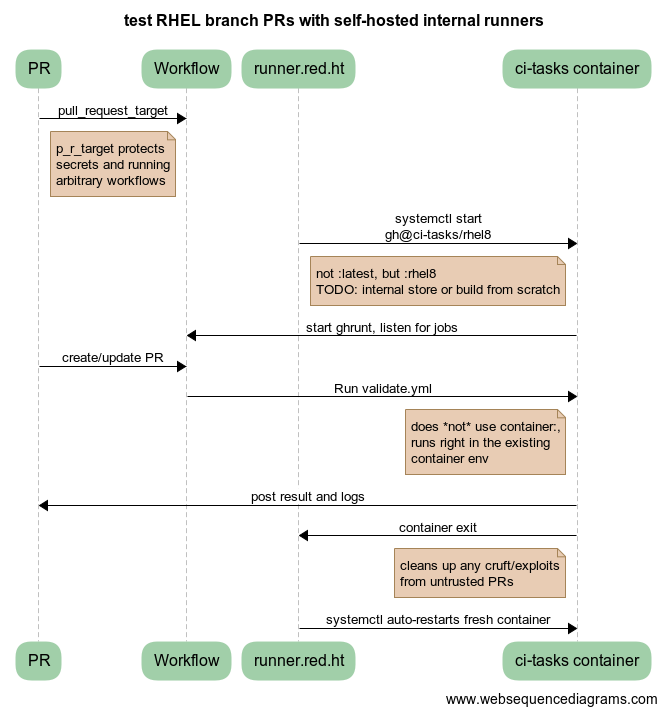 test RHEL branch PRs with self-hosted internal runners
PR
Workflow
runner.red.ht
ci-tasks container
pull_request_target
p_r_target protects
secrets and running
arbitrary workflows
systemctl start
gh@ci-tasks/rhel8
not :latest, but :rhel8
TODO: internal store or build from scratch
start ghrunt, listen for jobs
create/update PR
Run validate.yml
does *not* use container:,
runs right in the existing
container env
post result and logs
container exit
cleans up any cruft/exploits
from untrusted PRs
systemctl auto-restarts fresh container
PR
Workflow
runner.red.ht
ci-tasks container
www.websequencediagrams.com